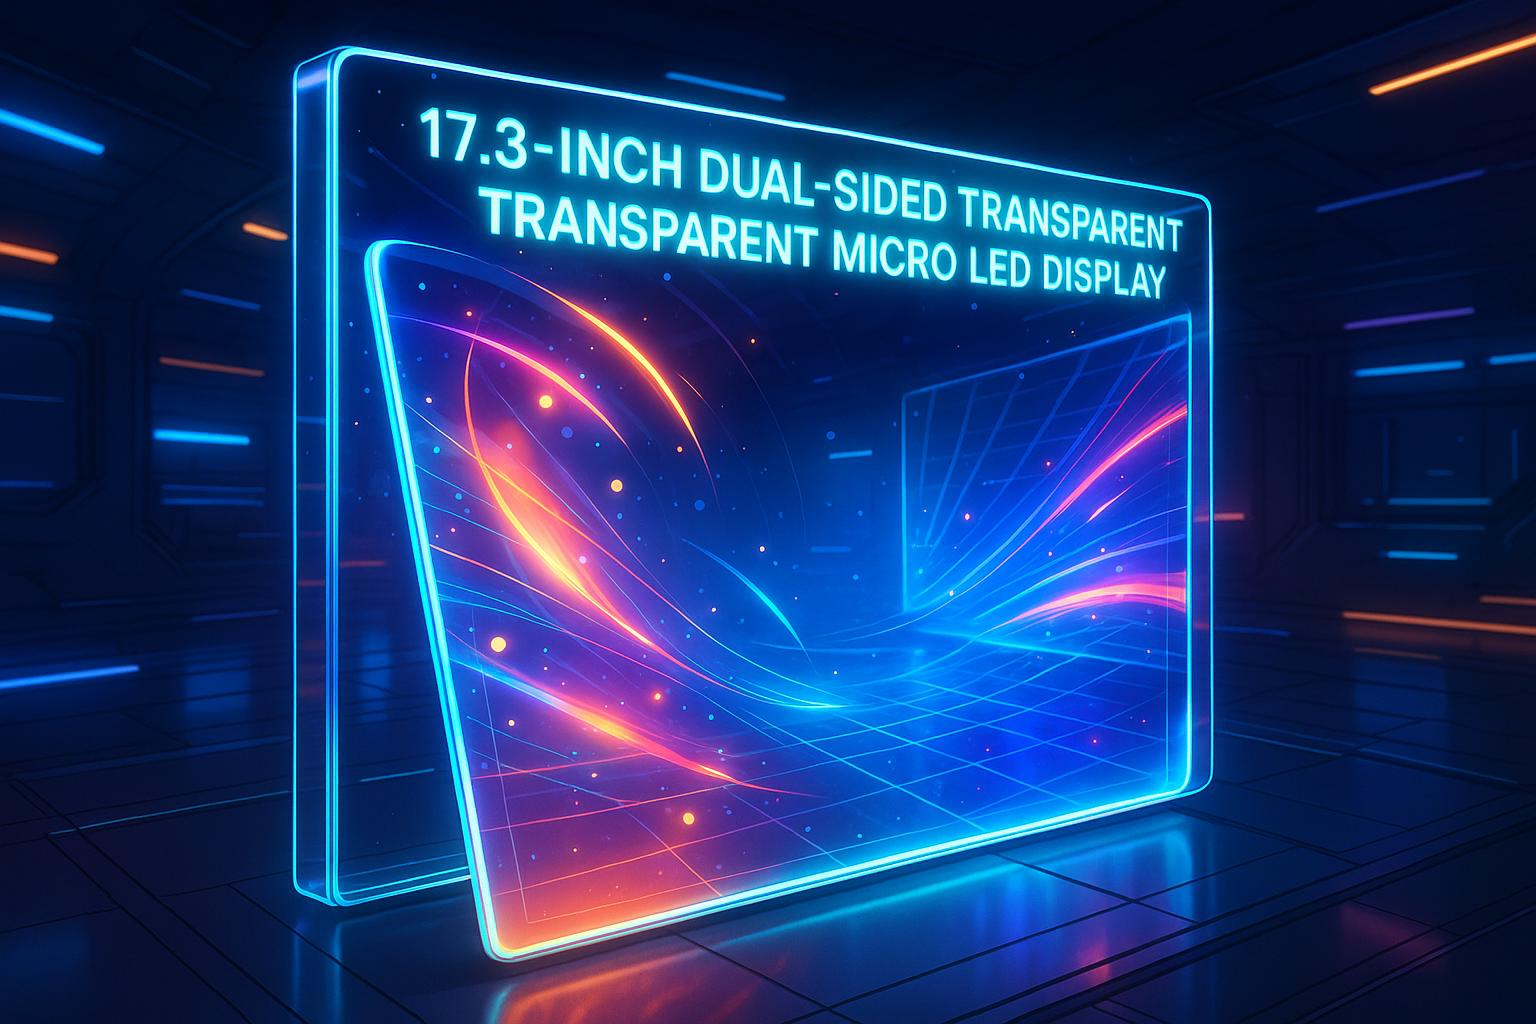 17.3-INCH DUAL-SIDED TRANSPARENT
TRANSPARENT MICRO LED DISPLAY